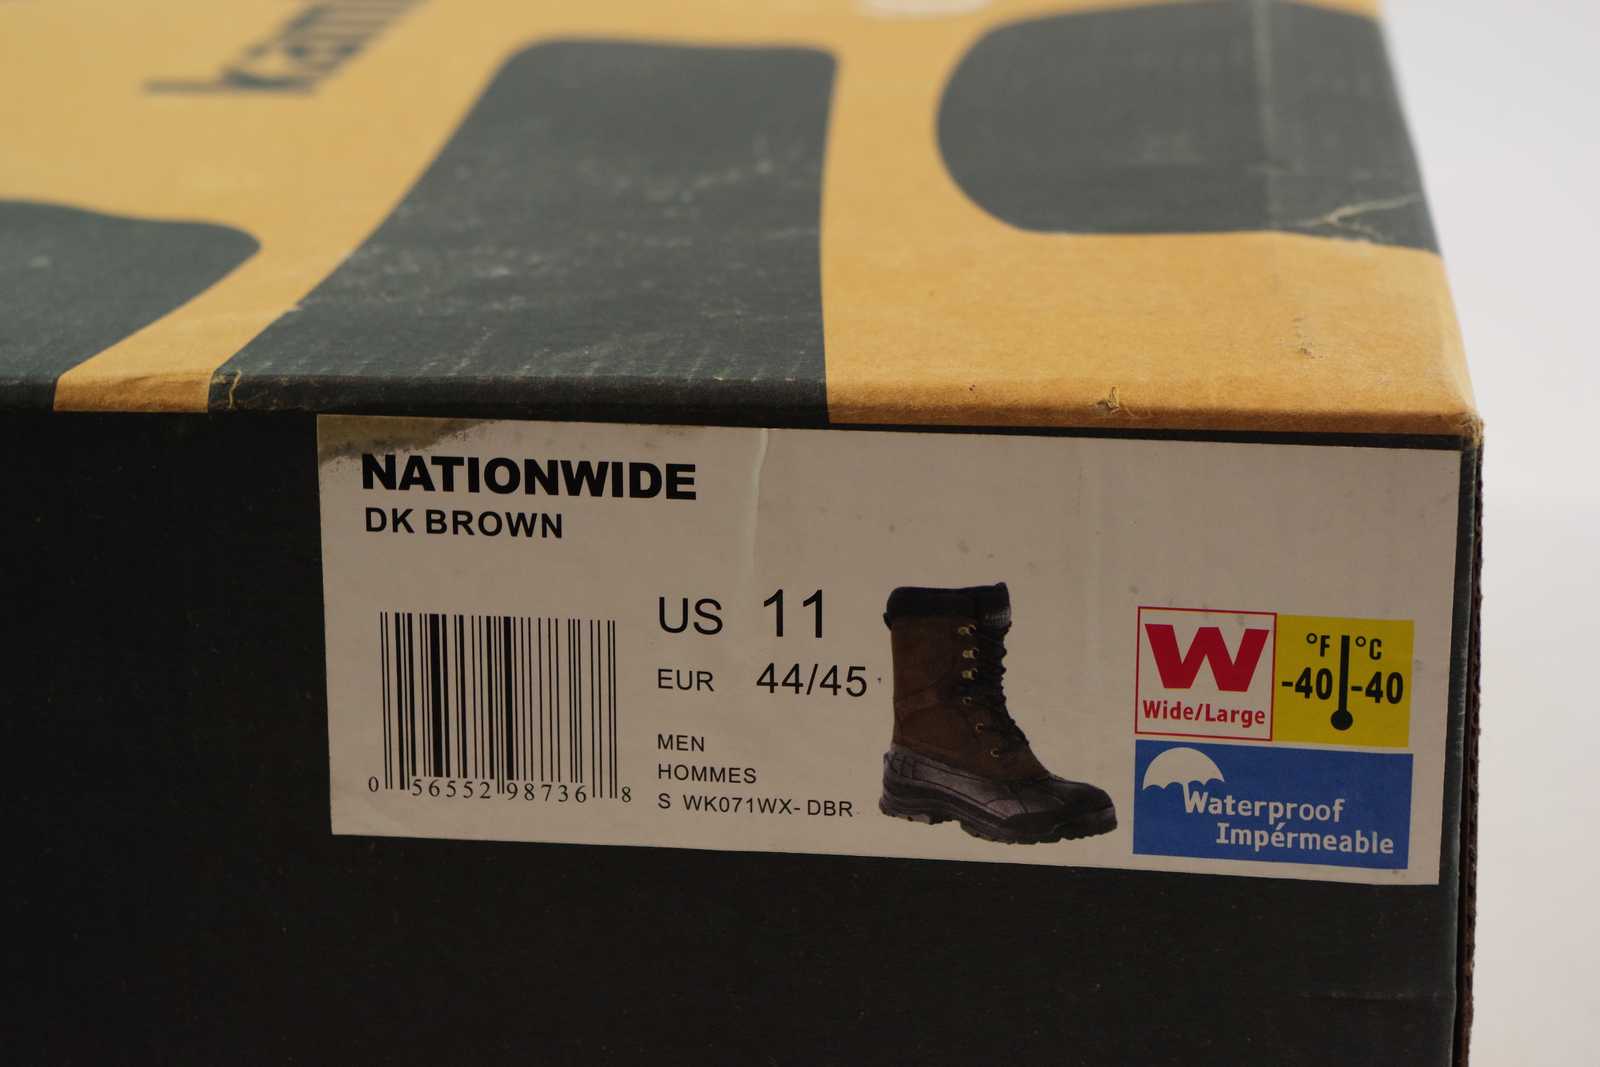 NATIONWIDE
DK BROWN
US 11
EUR 44/45
MEN
HOMMES
S WK071WX-DBR
0 56552 98736 8
W
Wide/Large
°F °C
-40 -40
Waterproof
Impérmeable